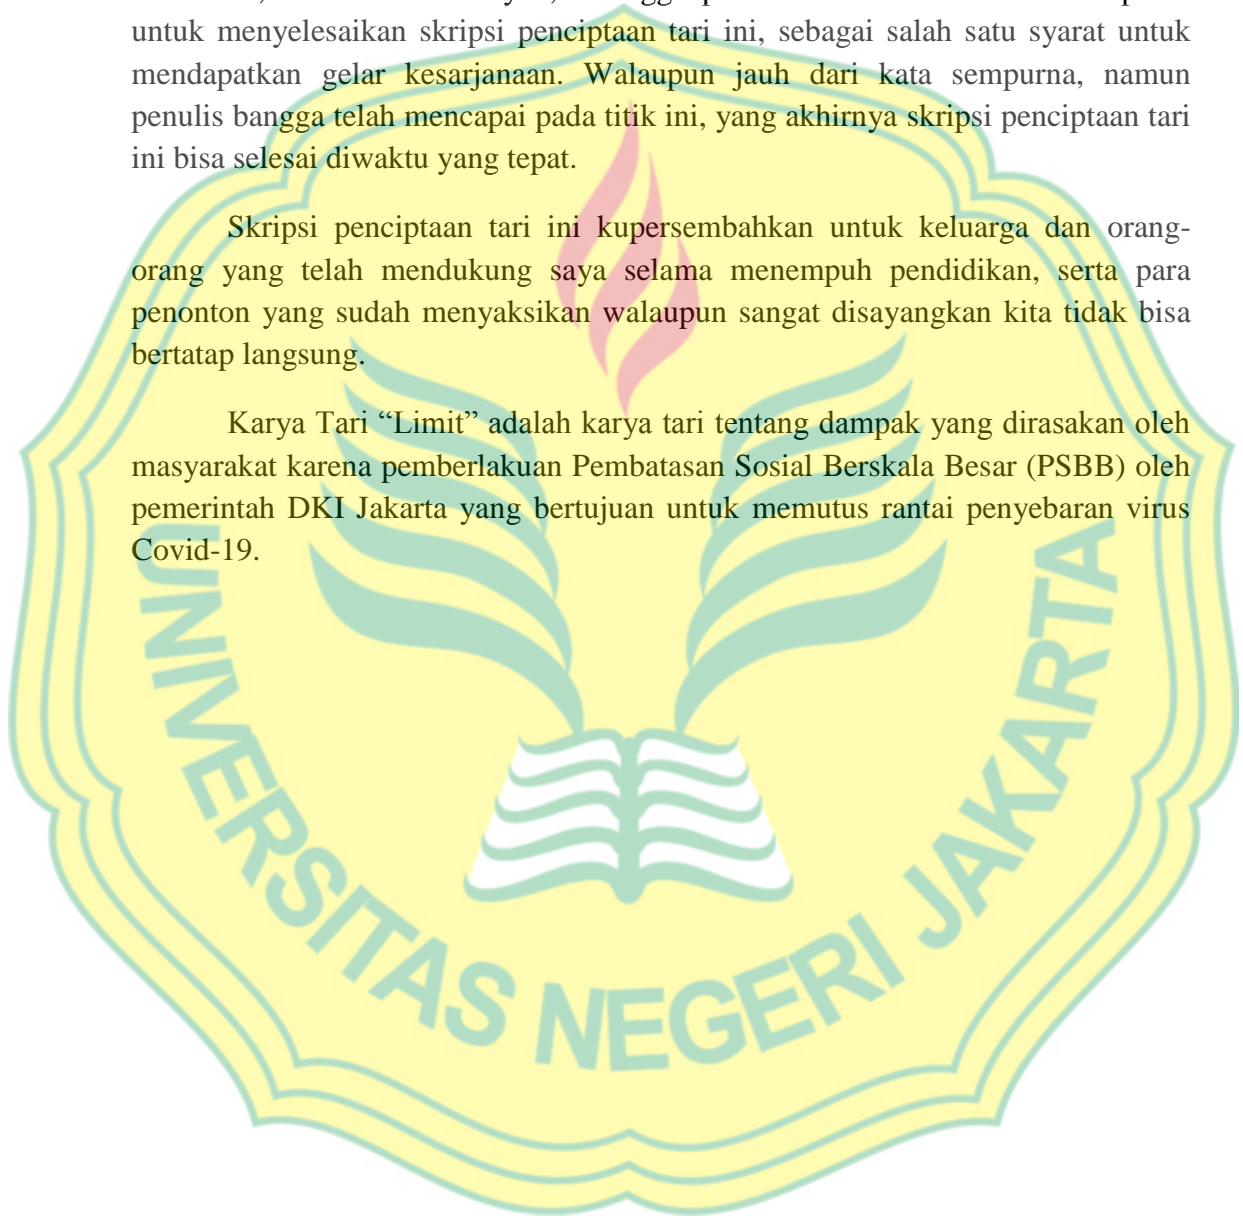 untuk menyelesaikan skripsi penciptaan tari ini, sebagai salah satu syarat untuk
mendapatkan gelar kesarjanaan. Walaupun jauh dari kata sempurna, namun
penulis bangga telah mencapai pada titik ini, yang akhirnya skripsi penciptaan tari
ini bisa selesai diwaktu yang tepat.
Skripsi penciptaan tari ini kupersembahkan untuk keluarga dan orang-
orang yang telah mendukung saya selama menempuh pendidikan, serta para
penonton yang sudah menyaksikan walaupun sangat disayangkan kita tidak bisa
bertatap langsung.
Karya Tari “Limit” adalah karya tari tentang dampak yang dirasakan oleh
masyarakat karena pemberlakuan Pembatasan Sosial Berskala Besar (PSBB) oleh
pemerintah DKI Jakarta yang bertujuan untuk memutus rantai penyebaran virus
Covid-19.
UNIVERSITAS NEGERI JAKARTA